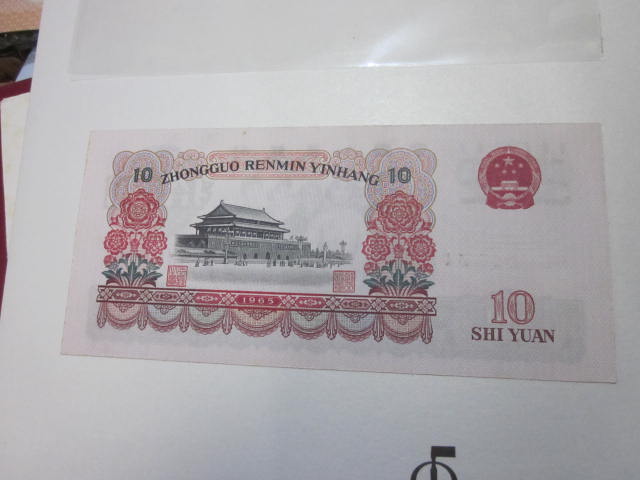 10 ZHONGGUO RENMIN YINHANG 10
1965
10
SHI YUAN